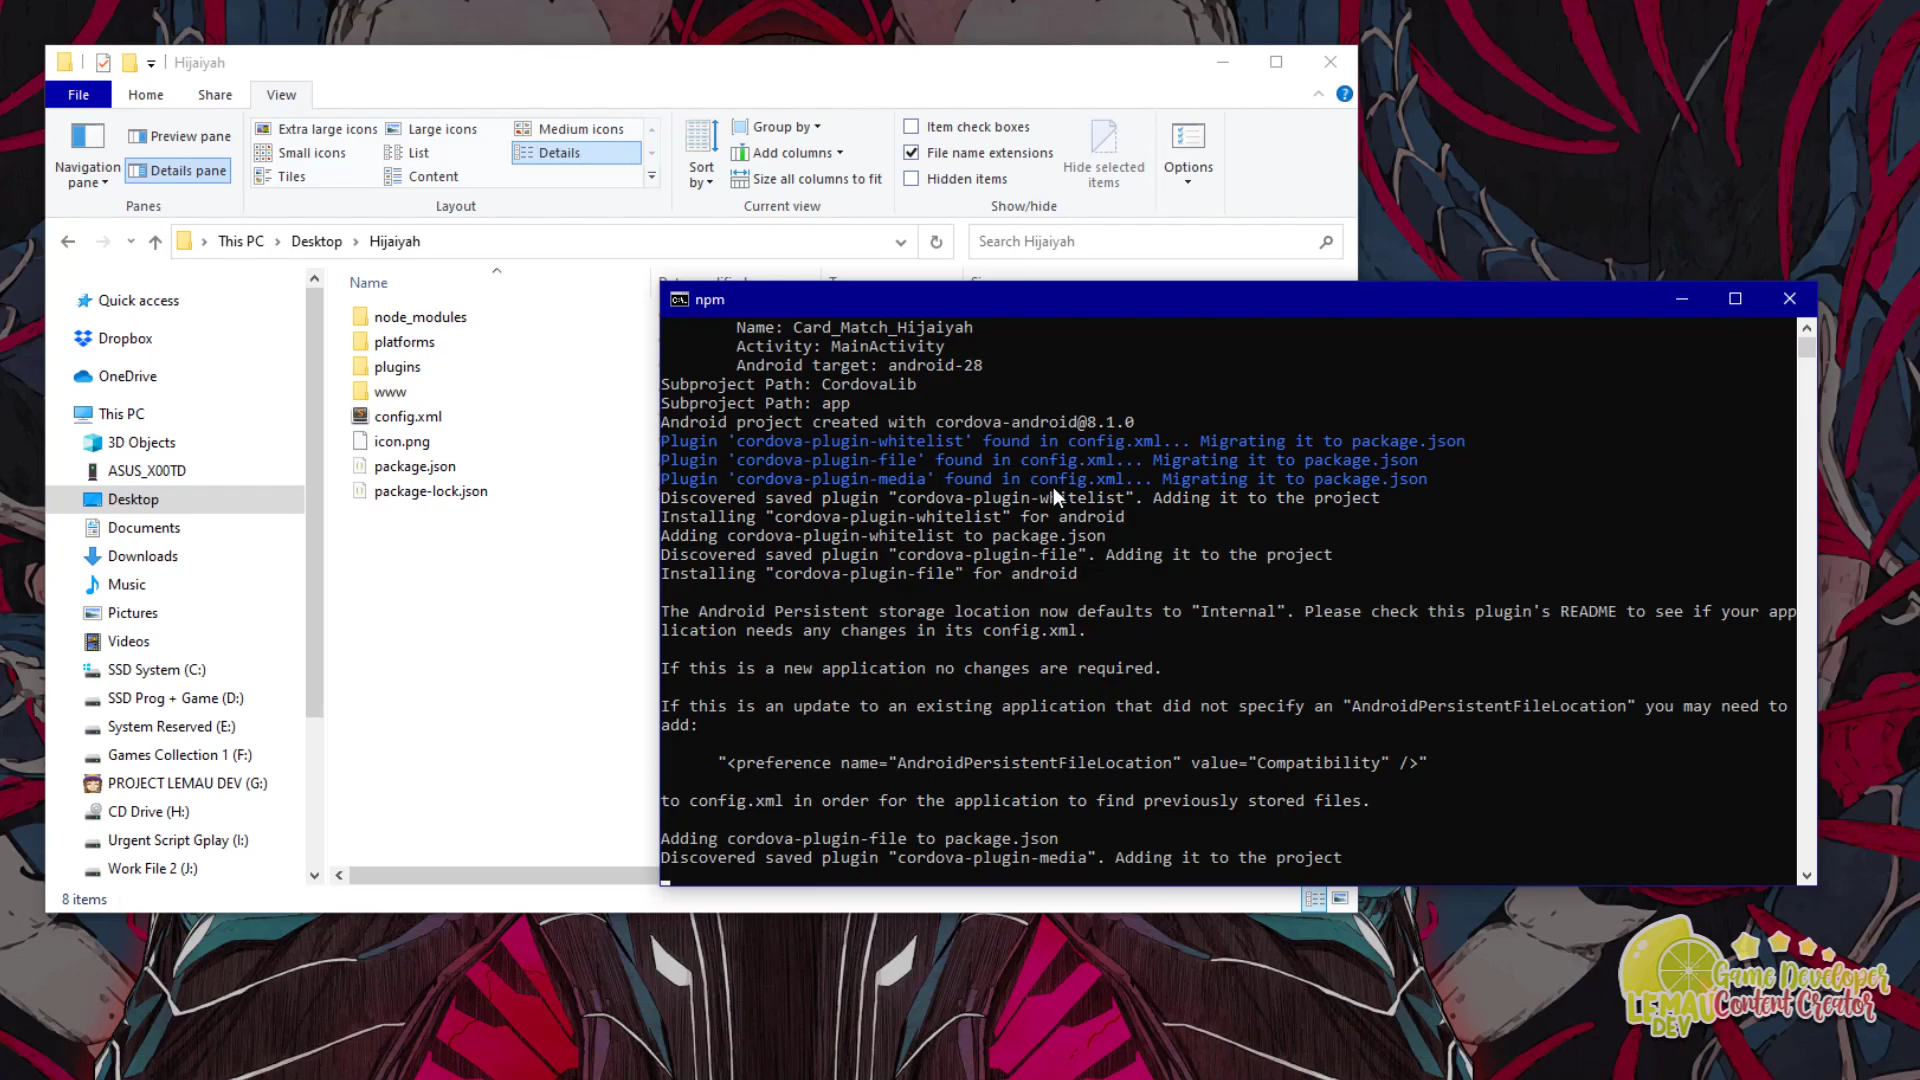 Hijaiyah
File Home Share View
Navigation pane
Preview pane
Details pane
Panes
Extra large icons Large icons Medium icons
Small icons List Details
Tiles Content
Layout
Sort by
Group by
Add columns
Size all columns to fit
Current view
Item check boxes
File name extensions
Hidden items
Show/hide
Hide selected items
Options
This PC > Desktop > Hijaiyah
Search Hijaiyah
Quick access
Dropbox
OneDrive
This PC
3D Objects
ASUS_X00TD
Desktop
Documents
Downloads
Music
Pictures
Videos
SSD System (C:)
SSD Prog + Game (D:)
System Reserved (E:)
Games Collection 1 (F:)
PROJECT LEMAU DEV (G:)
CD Drive (H:)
Urgent Script Gplay (I:)
Work File 2 (J:)
8 items
Name
node_modules
platforms
plugins
www
config.xml
icon.png
package.json
package-lock.json
npm
Name: Card_Match_Hijaiyah
Activity: MainActivity
Android target: android-28
Subproject Path: CordovaLib
Subproject Path: app
Android project created with cordova-android@8.1.0
Plugin 'cordova-plugin-whitelist' found in config.xml... Migrating it to package.json
Plugin 'cordova-plugin-file' found in config.xml... Migrating it to package.json
Plugin 'cordova-plugin-media' found in config.xml... Migrating it to package.json
Discovered saved plugin "cordova-plugin-whitelist". Adding it to the project
Installing "cordova-plugin-whitelist" for android
Adding cordova-plugin-whitelist to package.json
Discovered saved plugin "cordova-plugin-file". Adding it to the project
Installing "cordova-plugin-file" for android
The Android Persistent storage location now defaults to "Internal". Please check this plugin's README to see if your app
lication needs any changes in its config.xml.
If this is a new application no changes are required.
If this is an update to an existing application that did not specify an "AndroidPersistentFileLocation" you may need to
add:
"<preference name="AndroidPersistentFileLocation" value="Compatibility" />"
to config.xml in order for the application to find previously stored files.
Adding cordova-plugin-file to package.json
Discovered saved plugin "cordova-plugin-media". Adding it to the project
LEMAU
DEV
Game Developer
Content Creator